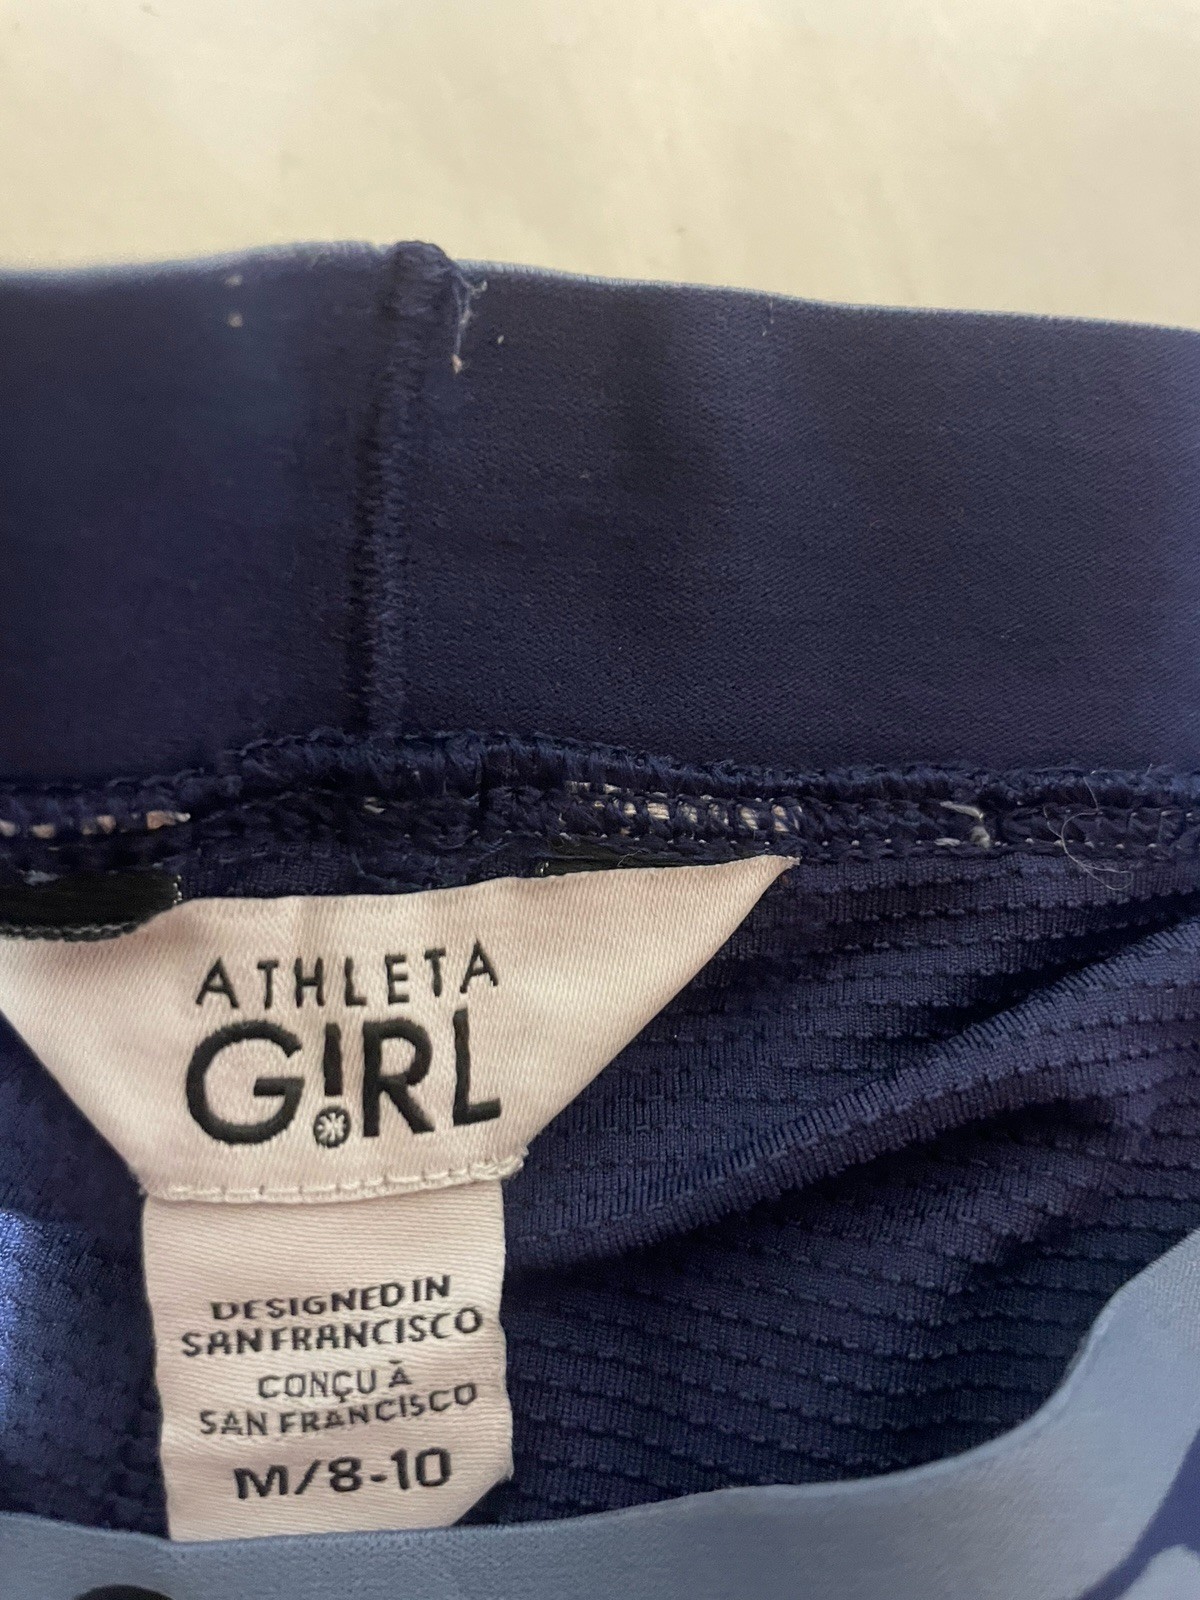 ATHLETA
G!RL
DESIGNED IN
SAN FRANCISCO
CONÇU À
SAN FRANCISCO
M/8-10